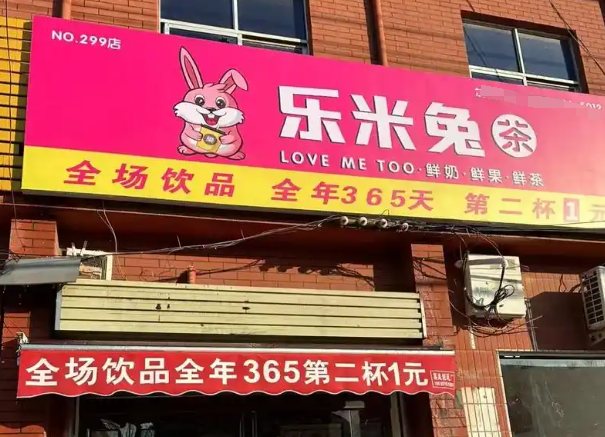 NO.299店
乐米兔 茶
LOVE ME TOO·鲜奶·鲜果·鲜茶
全场饮品 全年365天 第二杯1元
全场饮品全年365第二杯1元